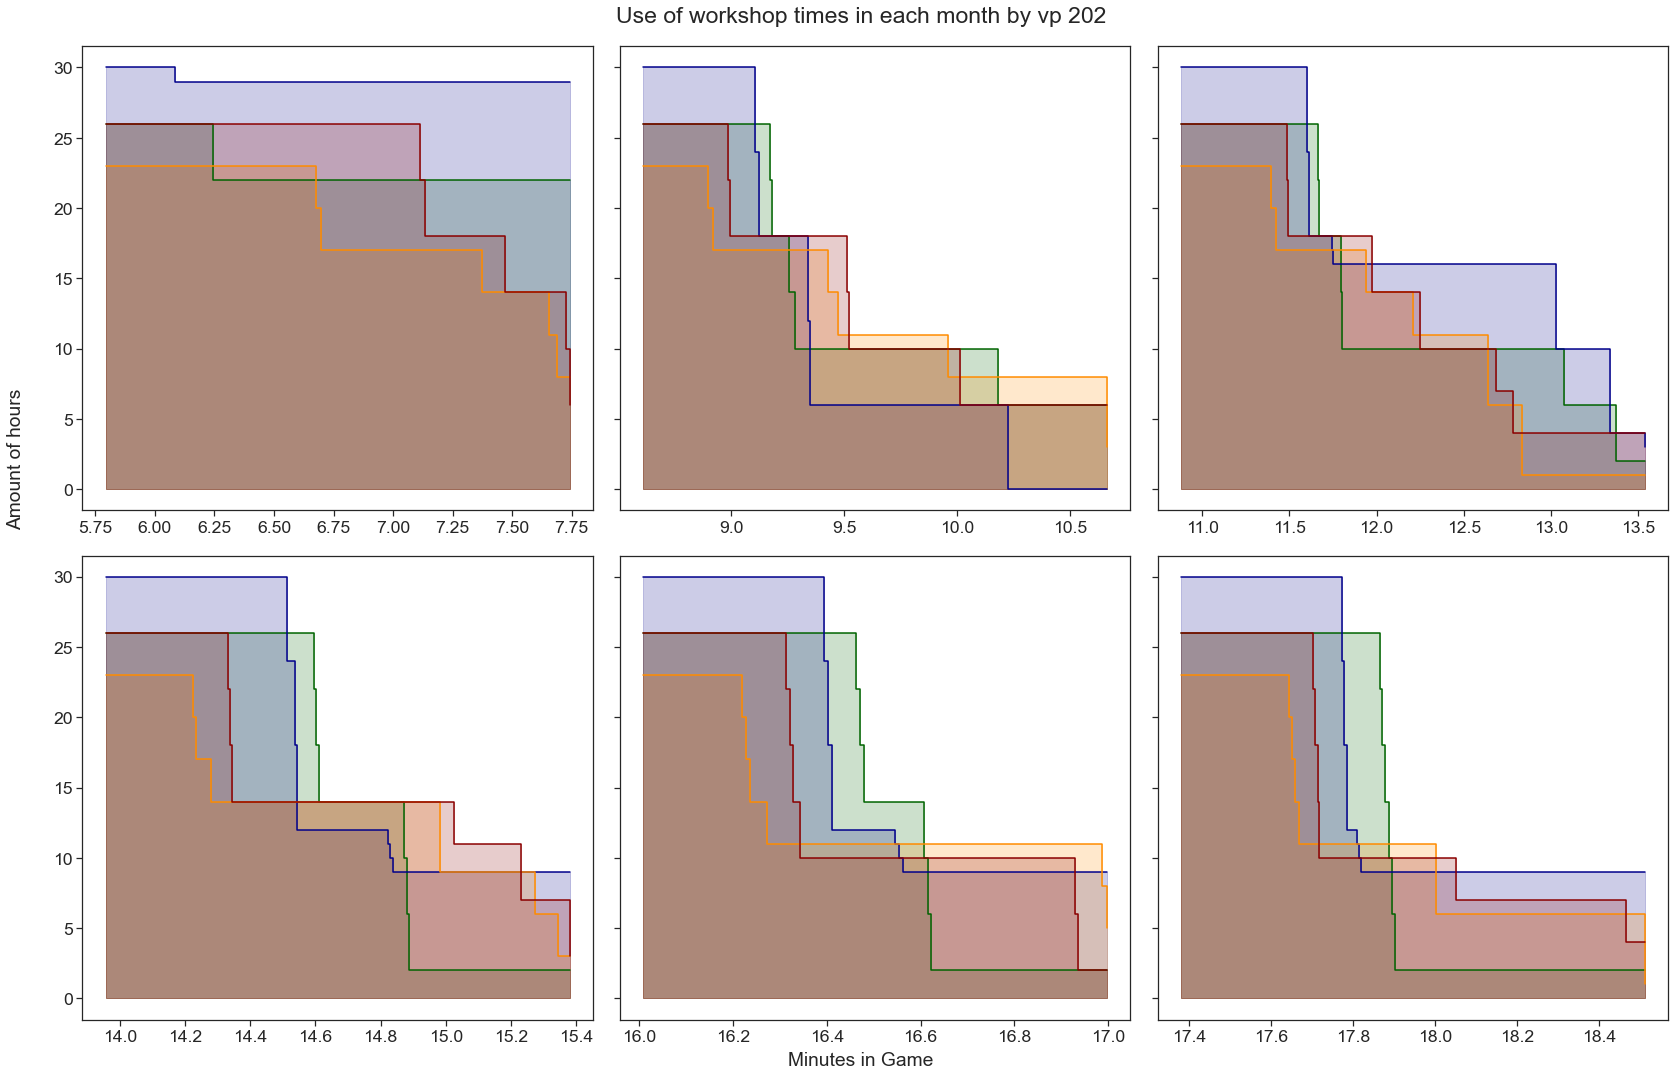 Use of workshop times in each month by vp 202
30
25
20
15
10
5
0
5.75 6.00 6.25 6.50 6.75 7.00 7.25 7.50 7.75
9.0 9.5 10.0 10.5
11.0 11.5 12.0 12.5 13.0 13.5
Amount of hours
30
25
20
15
10
5
0
14.0 14.2 14.4 14.6 14.8 15.0 15.2 15.4
16.0 16.2 16.4 16.6 16.8 17.0
17.4 17.6 17.8 18.0 18.2 18.4
Minutes in Game